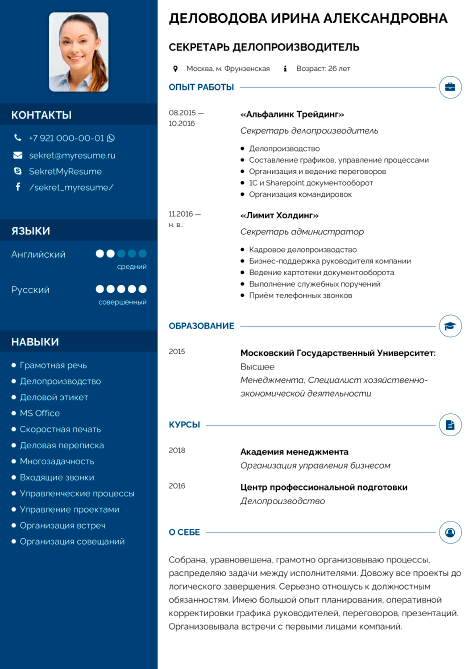 ДЕЛОВОДОВА ИРИНА АЛЕКСАНДРОВНА
СЕКРЕТАРЬ ДЕЛОПРОИЗВОДИТЕЛЬ
Москва, м. Фрунзенская
Возраст: 26 лет
КОНТАКТЫ
+7 921 000-00-01
sekret@myresume.ru
SekretMyResume
/sekret_myresume/
ЯЗЫКИ
Английский
средний
Русский
совершенный
НАВЫКИ
Грамотная речь
Делопроизводство
Деловой этикет
MS Office
Скоростная печать
Деловая переписка
Многозадачность
Входящие звонки
Управленческие процессы
Управление проектами
Организация встреч
Организация совещаний
ОПЫТ РАБОТЫ
08.2015 —
10.2016
«Альфалинк Трейдинг»
Секретарь делопроизводитель
Делопроизводство
Составление графиков, управление процессами
Организация и ведение переговоров
1С и Sharepoint документооборот
Организация командировок
11.2016 —
н. в..
«Лимит Холдинг»
Секретарь администратор
Кадровое делопроизводство
Бизнес-поддержка руководителя компании
Ведение картотеки документооборота
Выполнение служебных поручений
Приём телефонных звонков
ОБРАЗОВАНИЕ
2015
Московский Государственный Университет:
Высшее
Менеджмента, Специалист хозяйственно-
экономической деятельности
КУРСЫ
2018
Академия менеджмента
Организация управления бизнесом
2016
Центр профессиональной подготовки
Делопроизводство
О СЕБЕ
Собрана, уравновешена, грамотно организовываю процессы,
распределяю задачи между исполнителями. Довожу все проекты до
логического завершения. Серьезно отношусь к должностным
обязанностям. Имею большой опыт планирования, оперативной
корректировки графика руководителей, переговоров, презентаций.
Организовывала встречи с первыми лицами компаний.